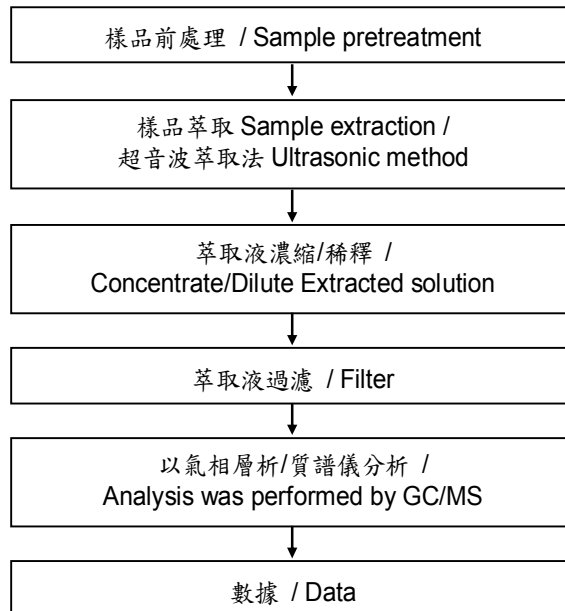 樣品前處理 / Sample pretreatment
樣品萃取 Sample extraction /
超音波萃取法 Ultrasonic method
萃取液濃縮/稀釋 /
Concentrate/Dilute Extracted solution
萃取液過濾 / Filter
以氣相層析/質譜儀分析 /
Analysis was performed by GC/MS
數據 / Data